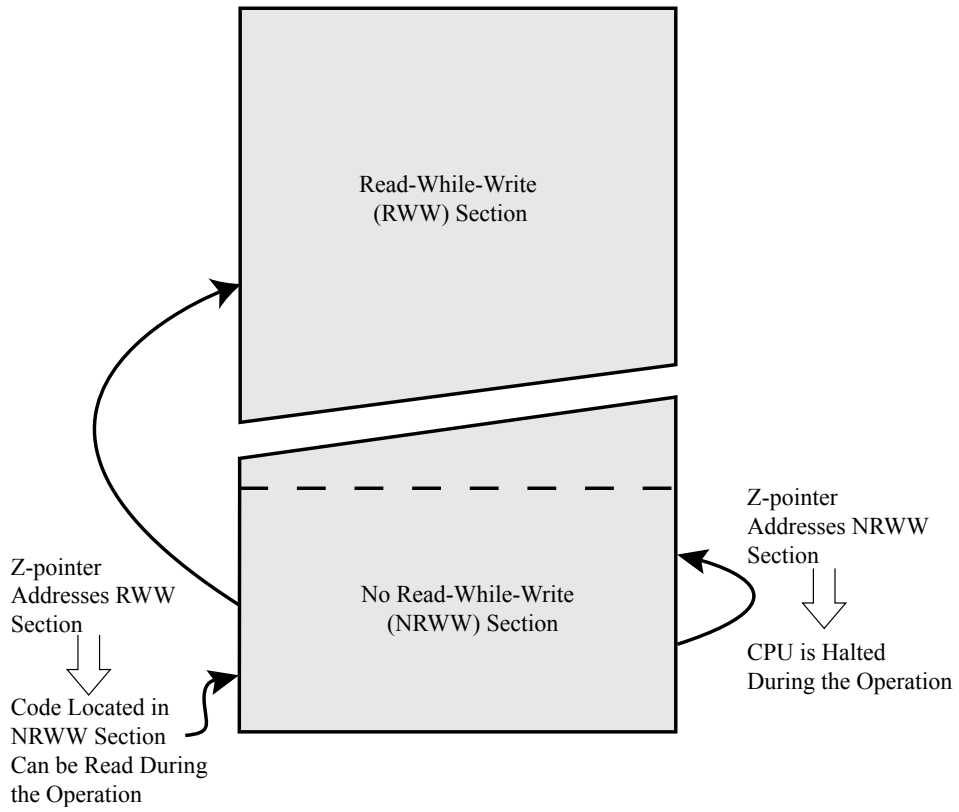 Read-While-Write
(RWW) Section
Z-pointer
Addresses NRWW
Section
Z-pointer
Addresses RWW
Section
No Read-While-Write
(NRWW) Section
CPU is Halted
During the Operation
Code Located in
NRWW Section
Can be Read During
the Operation